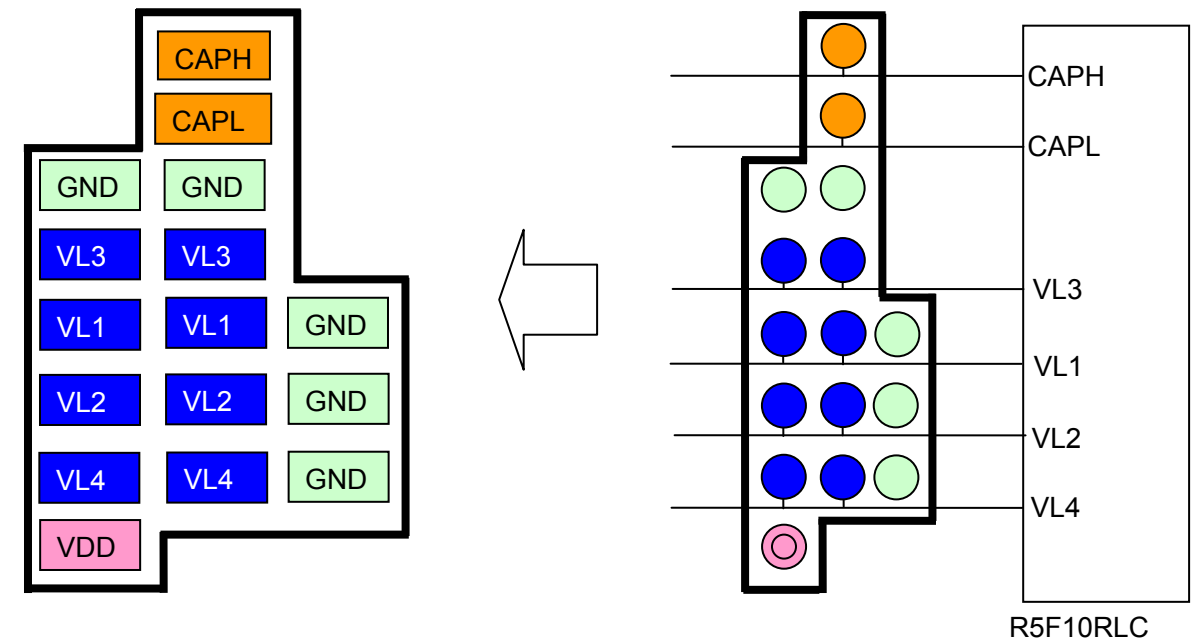 CAPH
CAPL
GND GND
VL3 VL3
VL1 VL1 GND
VL2 VL2 GND
VL4 VL4 GND
VDD
CAPH
CAPL
VL3
VL1
VL2
VL4
R5F10RLC